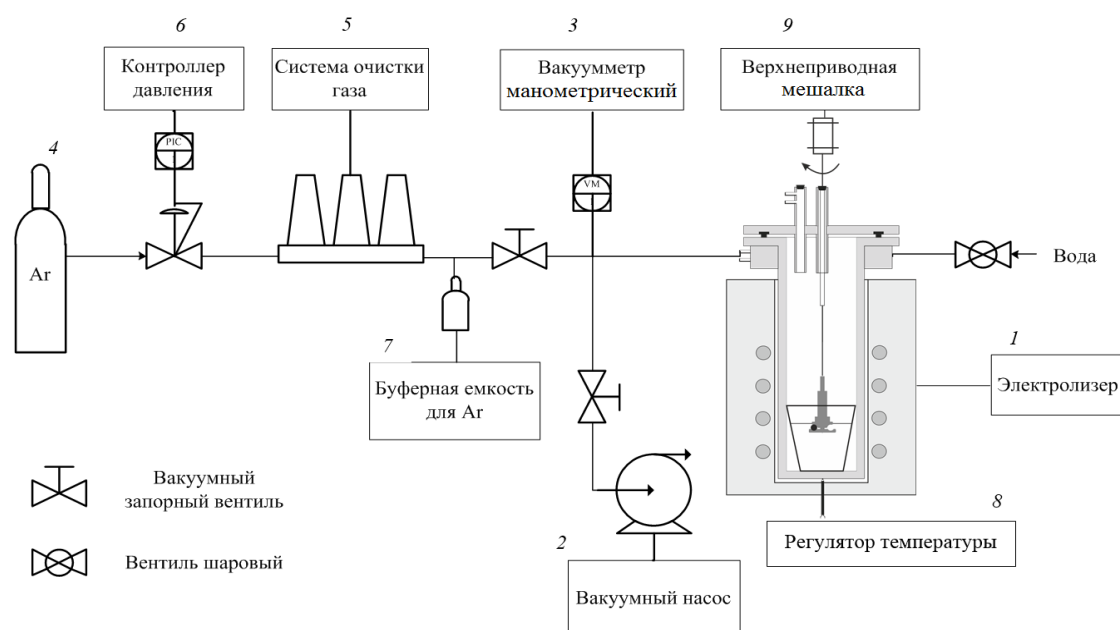 6
5
3
9
Контроллер
давления
Система очистки
газа
Вакуумметр
манометрический
Верхнеприводная
мешалка
4
PIC
VM
Ar
Вода
7
1
Буферная емкость
для Ar
Электролизер
Вакуумный
запорный вентиль
8
2
Регулятор температуры
Вентиль шаровый
Вакуумный насос